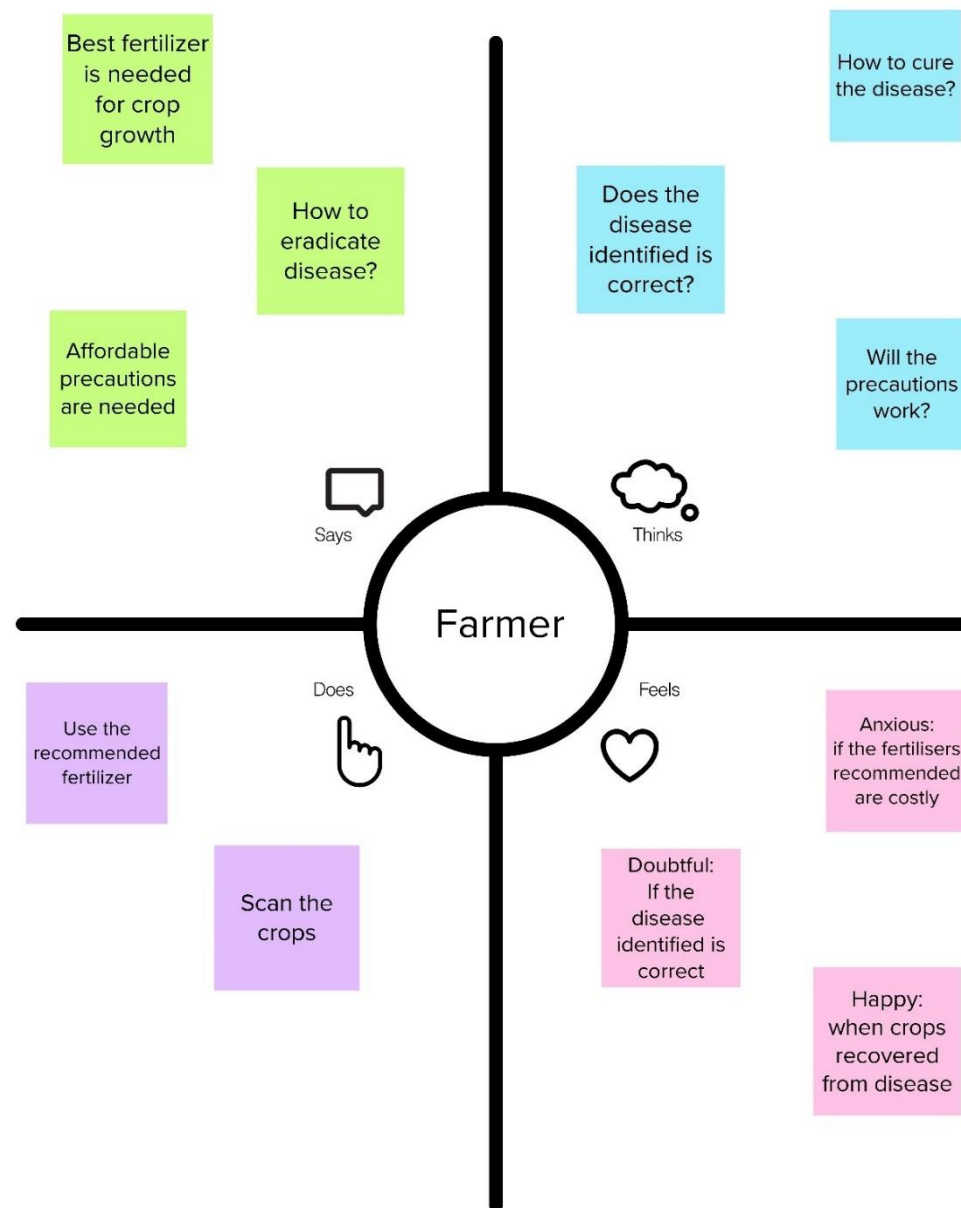 Best fertilizer
is needed
for crop
growth
How to
eradicate
disease?
Affordable
precautions
are needed
Says
How to cure
the disease?
Does the
disease
identified is
correct?
Will the
precautions
work?
Thinks
Farmer
Does
Use the
recommended
fertilizer
Scan the
crops
Feels
Anxious:
if the fertilisers
recommended
are costly
Doubtful:
If the
disease
identified is
correct
Happy:
when crops
recovered
from disease